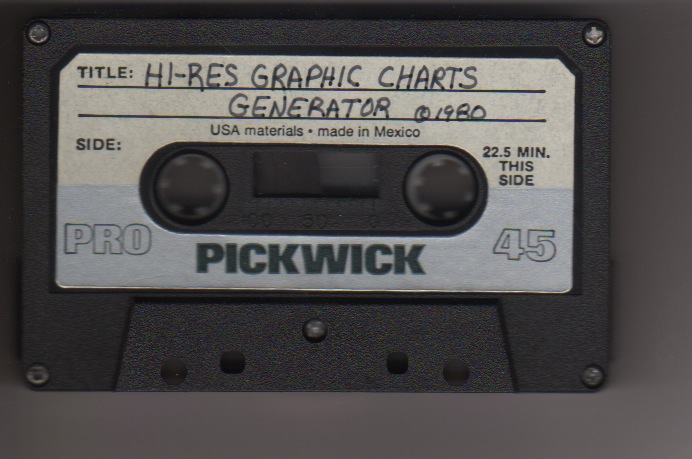 TITLE: HI-RES GRAPHIC CHARTS
GENERATOR ©1980
USA materials • made in Mexico
SIDE:
22.5 MIN.
THIS
SIDE
PRO
PICKWICK
45